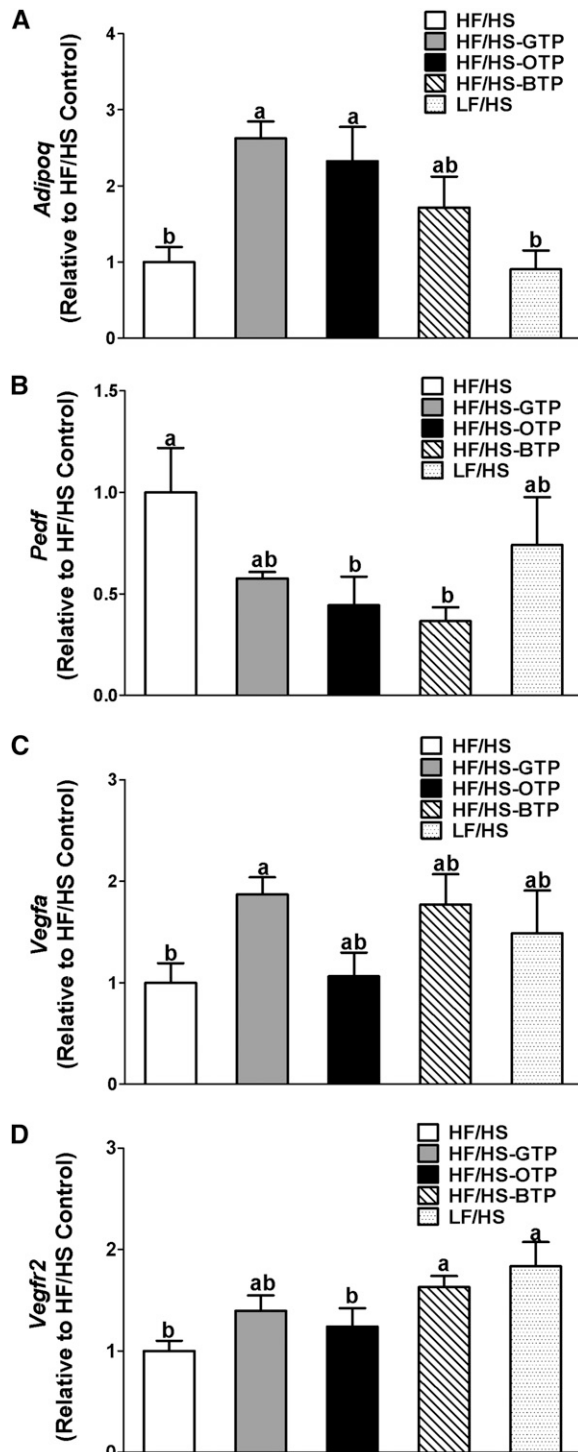 A
HF/HS
HF/HS-GTP
HF/HS-OTP
HF/HS-BTP
LF/HS
Adipoq
(Relative to HF/HS Control)
4
3
2
1
0
b
a
a
ab
b
B
HF/HS
HF/HS-GTP
HF/HS-OTP
HF/HS-BTP
LF/HS
Pedf
(Relative to HF/HS Control)
1.5
1.0
0.5
0.0
a
ab
b
b
ab
C
HF/HS
HF/HS-GTP
HF/HS-OTP
HF/HS-BTP
LF/HS
Vegfa
(Relative to HF/HS Control)
3
2
1
0
b
a
ab
ab
ab
D
HF/HS
HF/HS-GTP
HF/HS-OTP
HF/HS-BTP
LF/HS
Vegfr2
(Relative to HF/HS Control)
3
2
1
0
b
ab
b
a
a